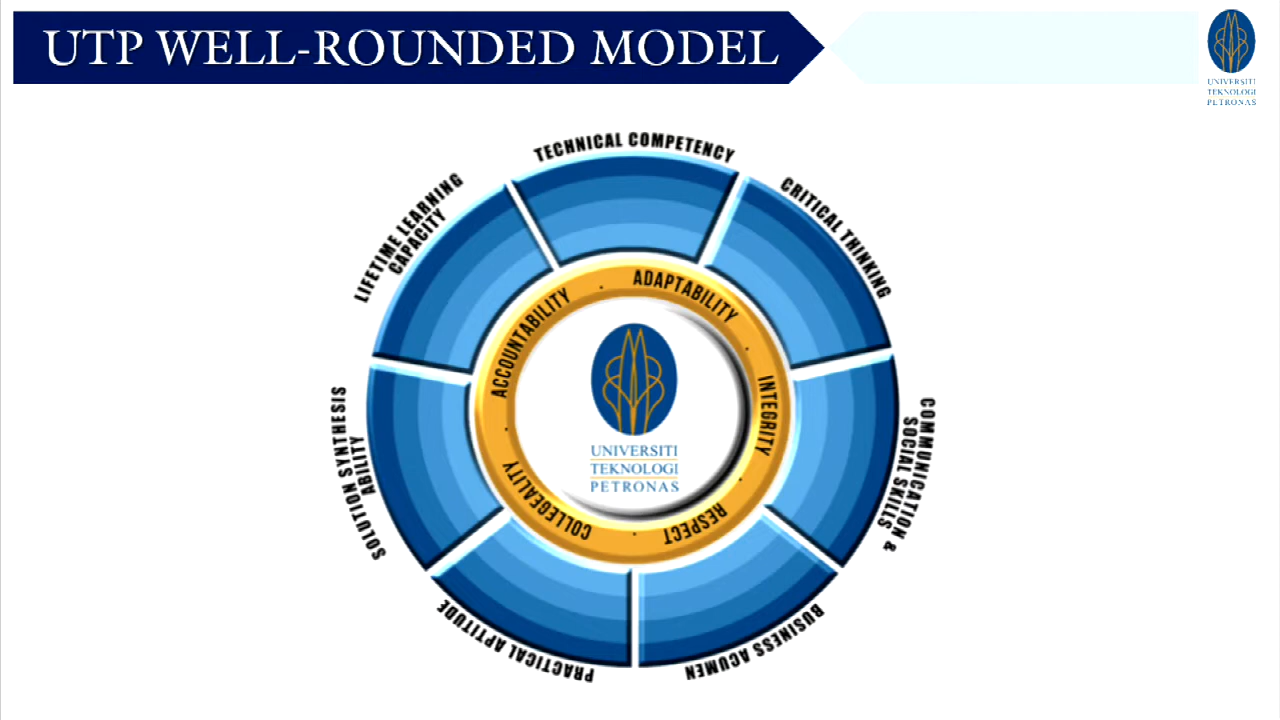 UTP WELL-ROUNDED MODEL
UNIVERSITI
TEKNOLOGI
PETRONAS
TECHNICAL COMPETENCY
CRITICAL THINKING
COMMUNICATION &
SOCIAL SKILLS
BUSINESS ACUMEN
PRACTICAL APTITUDE
SOLUTION SYNTHESIS
ABILITY
LIFETIME LEARNING
CAPACITY
ADAPTABILITY
INTEGRITY
RESPECT
COLLEGEALITY
ACCOUNTABILITY
UNIVERSITI
TEKNOLOGI
PETRONAS